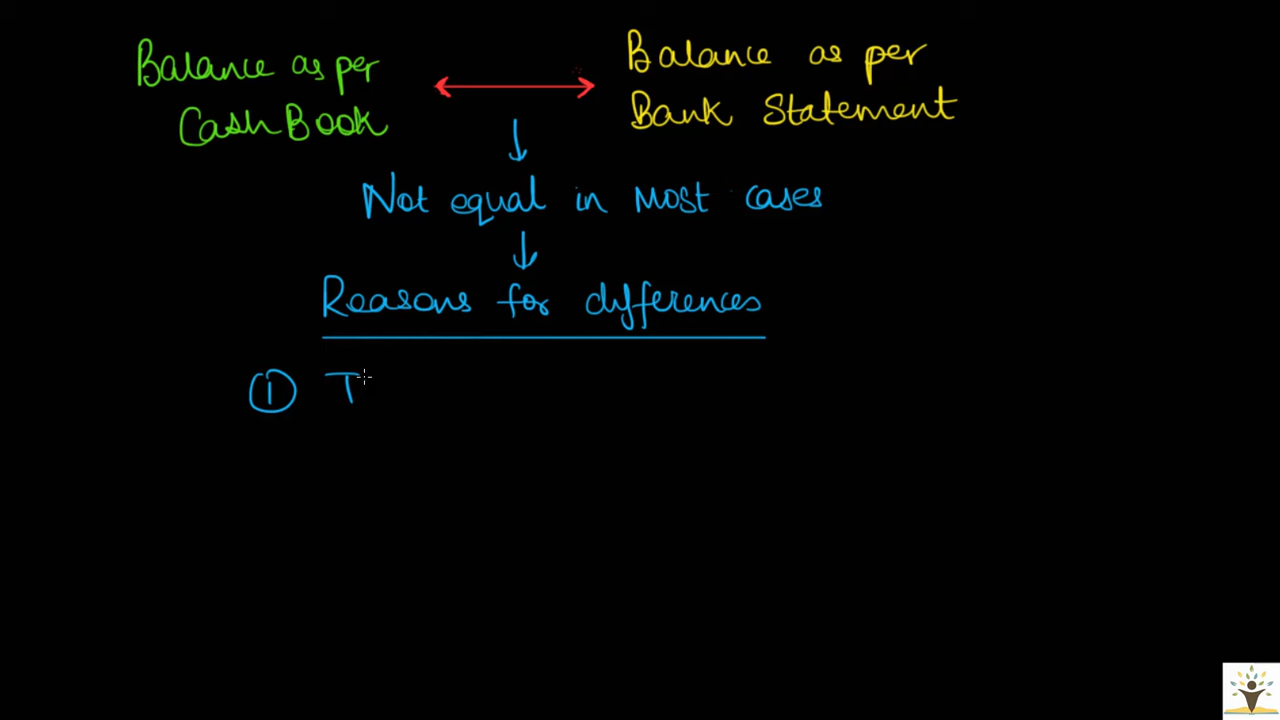 Balance as per
Cash Book
Balance as per
Bank Statement
Not equal in most cases
Reasons for differences
① T